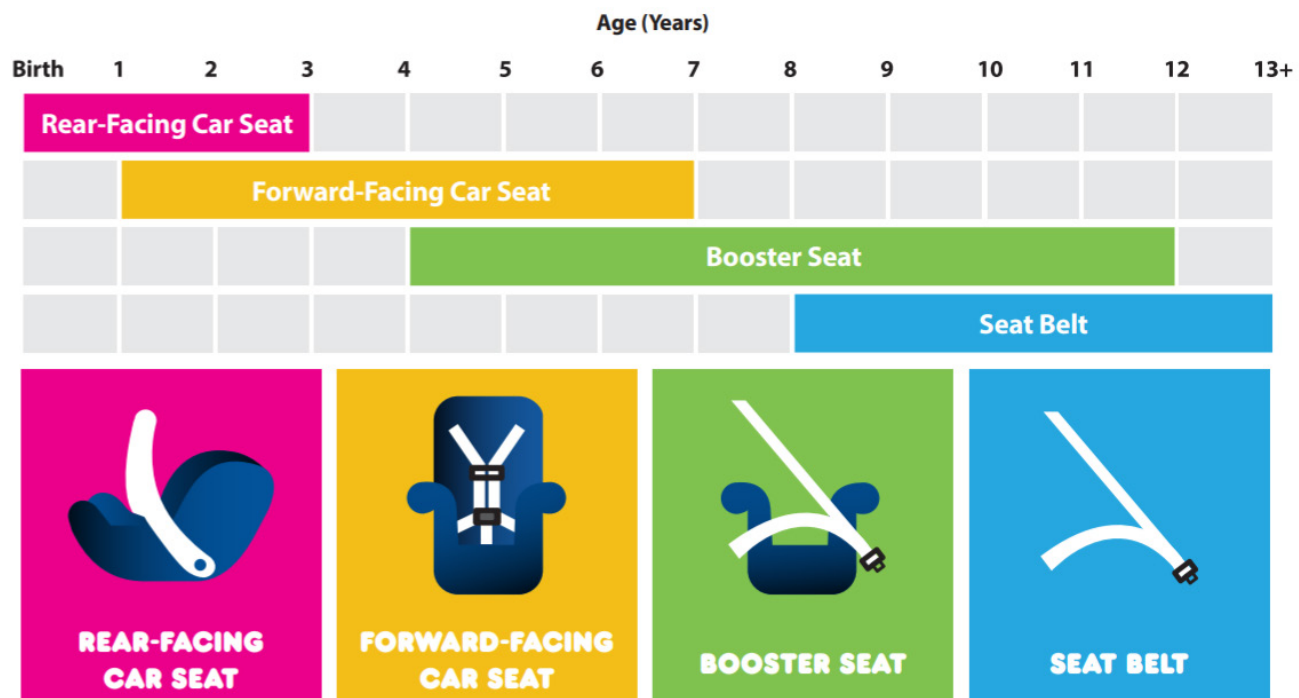 Age (Years)
Birth 1 2 3 4 5 6 7 8 9 10 11 12 13+
Rear-Facing Car Seat
Forward-Facing Car Seat
Booster Seat
Seat Belt
REAR-FACING
CAR SEAT
FORWARD-FACING
CAR SEAT
BOOSTER SEAT
SEAT BELT